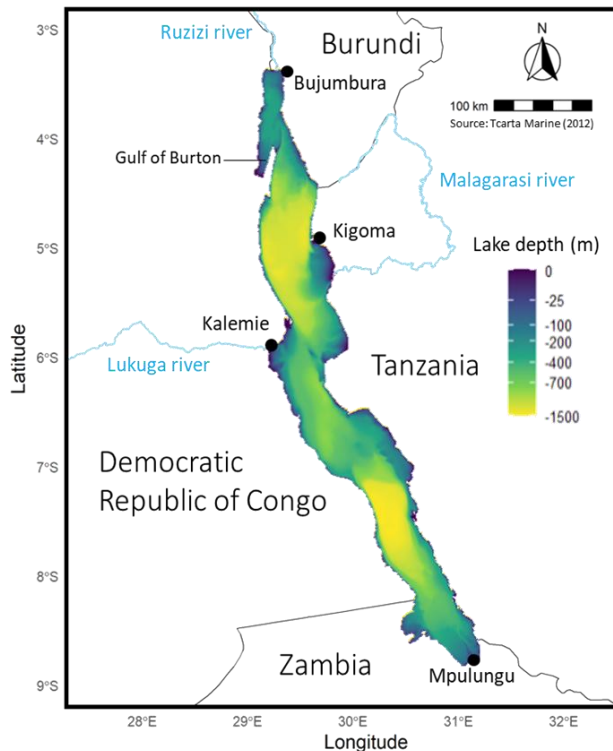 3°S
4°S
5°S
6°S
7°S
8°S
9°S
Latitude
Ruzizi river
Burundi
Bujumbura
N
100 km
Source: Tcarta Marine (2012)
Gulf of Burton
Malagarasi river
Kigoma
Lake depth (m)
0
-25
-100
-200
-400
-700
-1500
Kalemie
Lukuga river
Tanzania
Democratic
Republic of Congo
Zambia
Mpulungu
28°E
29°E
30°E
31°E
32°E
Longitude